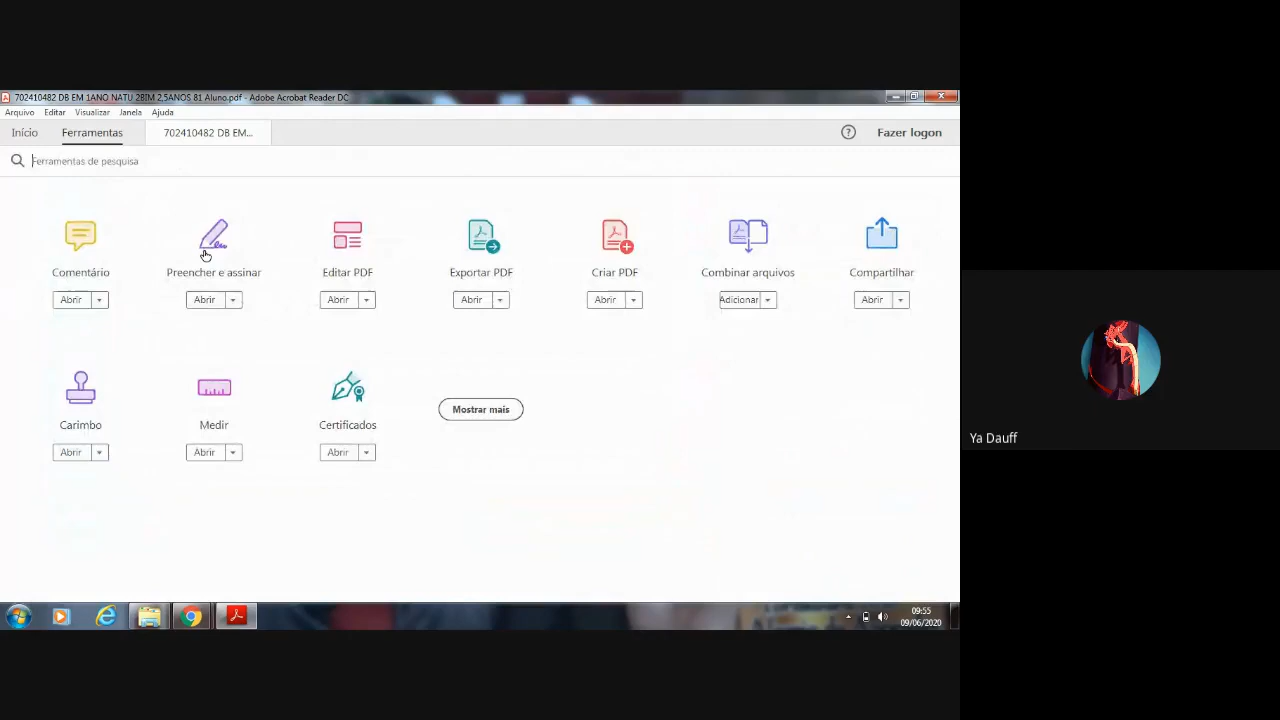 702410482 DB EM 1ANO NATU 2BIM 2,5ANOS 81 Aluno.pdf - Adobe Acrobat Reader DC
Arquivo Editar Visualizar Janela Ajuda
Início Ferramentas 702410482 DB EM... Fazer logon
Ferramentas de pesquisa
Comentário Preencher e assinar Editar PDF Exportar PDF Criar PDF Combinar arquivos Compartilhar
Abrir Abrir Abrir Abrir Abrir Adicionar Abrir
Carimbo Medir Certificados Mostrar mais
Abrir Abrir Abrir
Ya Dauff
09:55
09/06/2020